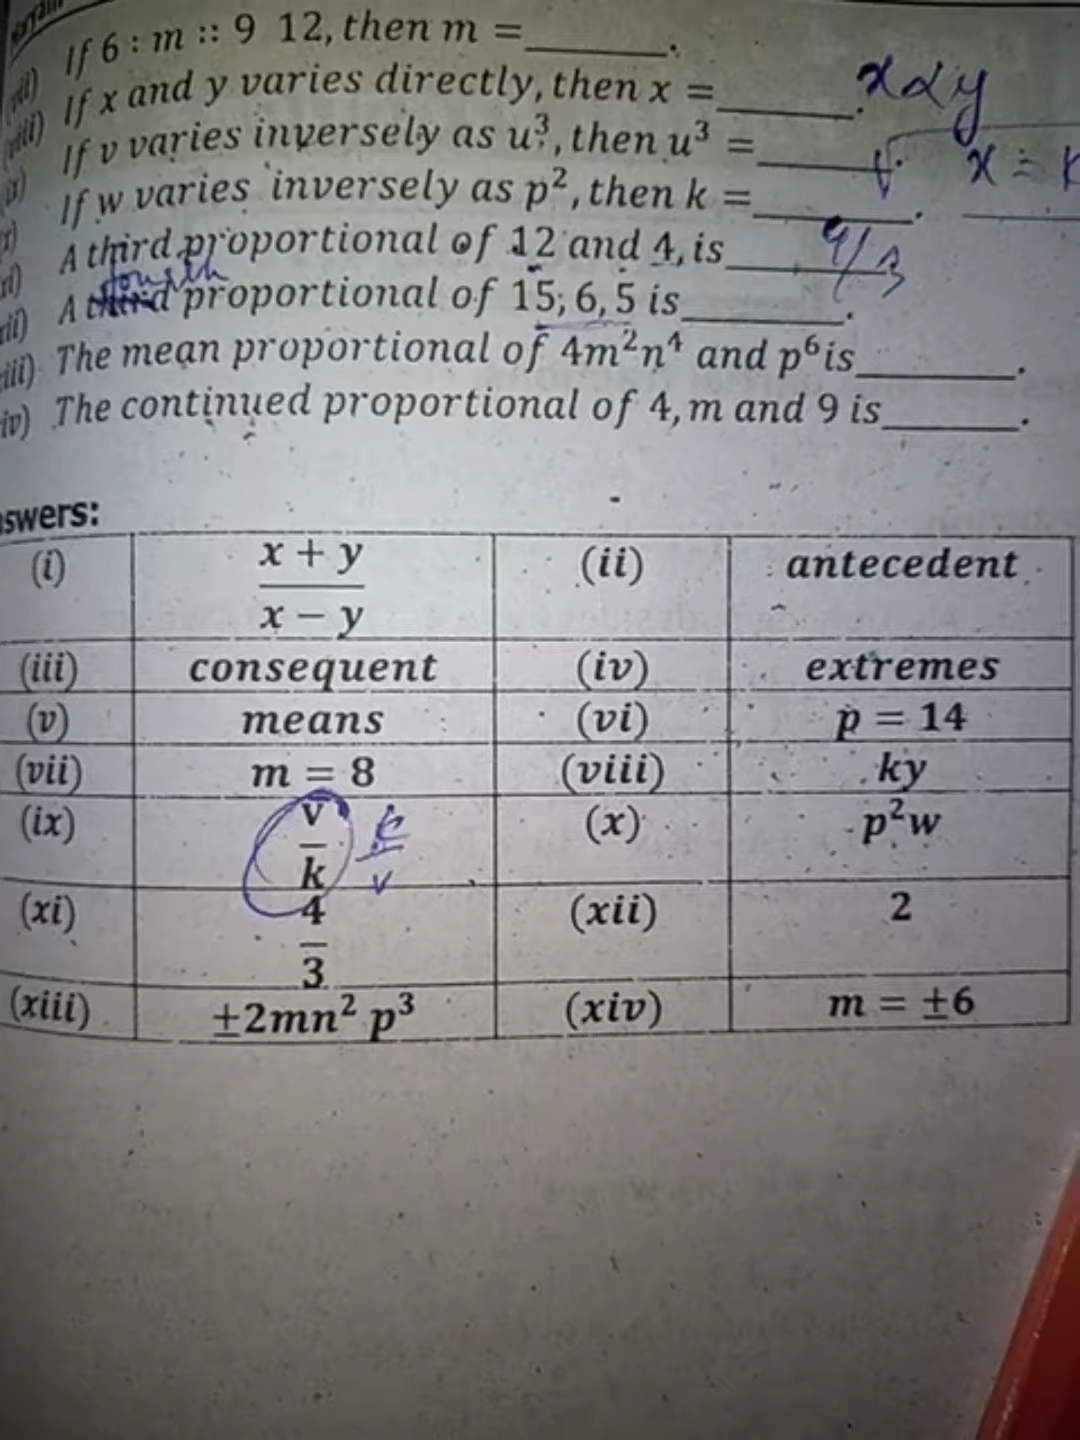 If 6 : m :: 9 12, then m = ______.
If x and y varies directly, then x = ______. x∝y
(viii) If v varies inversely as u³, then u³ = ______. x =
If w varies inversely as p², then k = ______.
A third proportional of 12 and 4, is ______ 4/3
fourth
A third proportional of 15, 6, 5 is ______.
The mean proportional of 4m²n⁴ and p⁶ is ______.
The continued proportional of 4, m and 9 is ______.
swers:
(i) x + y / x − y (ii) antecedent
(iii) consequent (iv) extremes
(v) means (vi) p = 14
(vii) m = 8 (viii) ky
(ix) v/k k/v (x) p²w
(xi) 4/3 (xii) 2
(xiii) ±2mn² p³ (xiv) m = ±6